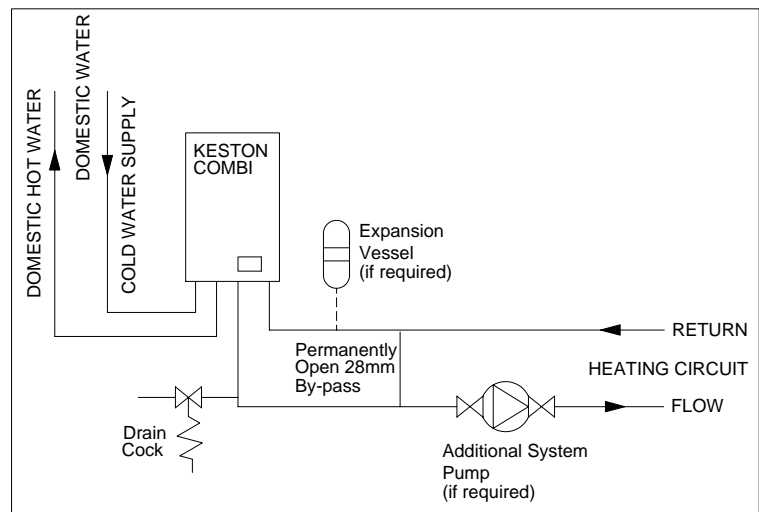 DOMESTIC HOT WATER
DOMESTIC WATER
COLD WATER SUPPLY
KESTON
COMBI
Expansion
Vessel
(if required)
RETURN
Permanently
Open 28mm
By-pass
HEATING CIRCUIT
FLOW
Drain
Cock
Additional System
Pump
(if required)